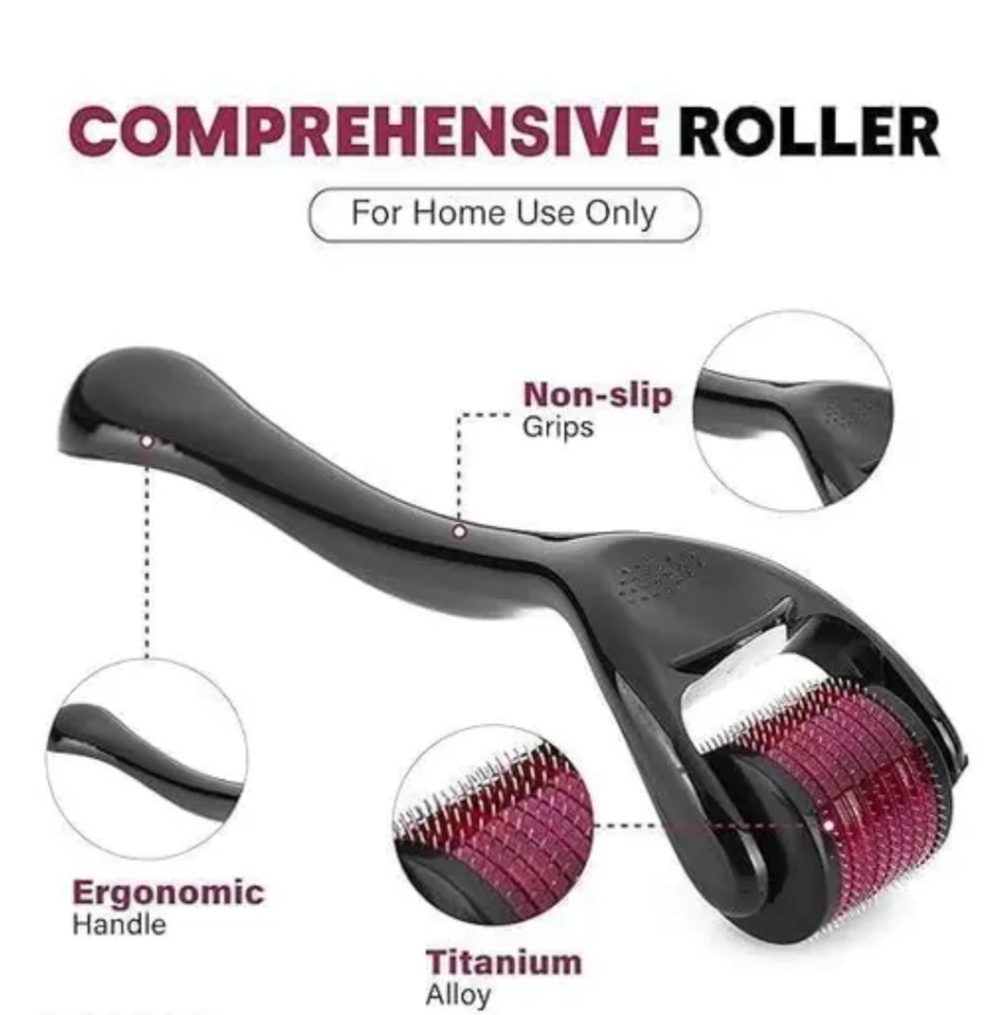 COMPREHENSIVE ROLLER
For Home Use Only
Non-slip
Grips
Ergonomic
Handle
Titanium
Alloy